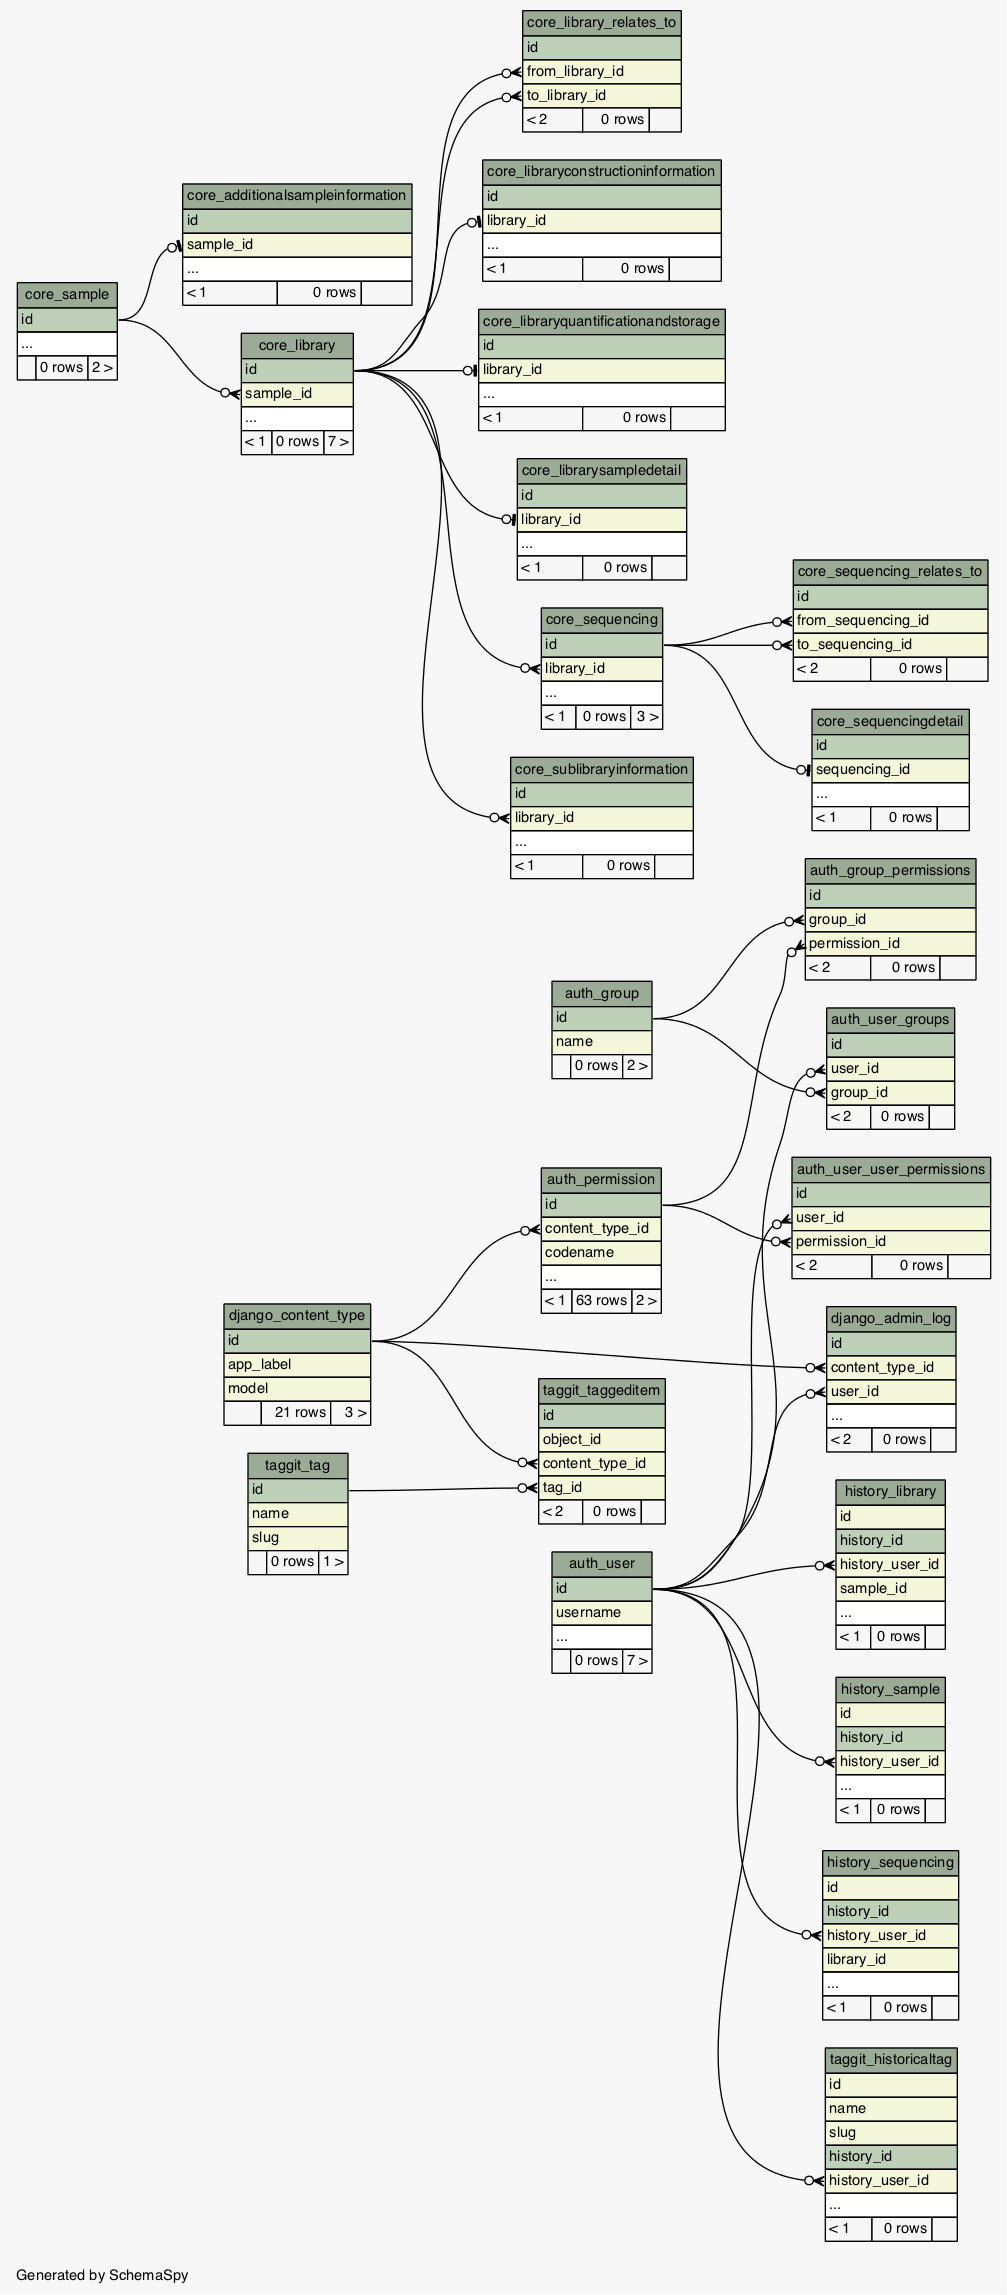 core_library_relates_to
id
from_library_id
to_library_id
< 2 0 rows
core_libraryconstructioninformation
id
library_id
...
< 1 0 rows
core_additionalsampleinformation
id
sample_id
...
< 1 0 rows
core_sample
id
...
0 rows 2 >
core_library
id
sample_id
...
< 1 0 rows 7 >
core_libraryquantificationandstorage
id
library_id
...
< 1 0 rows
core_librarysampledetail
id
library_id
...
< 1 0 rows
core_sequencing_relates_to
id
from_sequencing_id
to_sequencing_id
< 2 0 rows
core_sequencing
id
library_id
...
< 1 0 rows 3 >
core_sequencingdetail
id
sequencing_id
...
< 1 0 rows
core_sublibraryinformation
id
library_id
...
< 1 0 rows
auth_group_permissions
id
group_id
permission_id
< 2 0 rows
auth_group
id
name
0 rows 2 >
auth_user_groups
id
user_id
group_id
< 2 0 rows
auth_user_user_permissions
id
user_id
permission_id
< 2 0 rows
auth_permission
id
content_type_id
codename
...
< 1 63 rows 2 >
django_content_type
id
app_label
model
21 rows 3 >
django_admin_log
id
content_type_id
user_id
...
< 2 0 rows
taggit_taggeditem
id
object_id
content_type_id
tag_id
< 2 0 rows
taggit_tag
id
name
slug
0 rows 1 >
history_library
id
history_id
history_user_id
sample_id
...
< 1 0 rows
auth_user
id
username
...
0 rows 7 >
history_sample
id
history_id
history_user_id
...
< 1 0 rows
history_sequencing
id
history_id
history_user_id
library_id
...
< 1 0 rows
taggit_historicaltag
id
name
slug
history_id
history_user_id
...
< 1 0 rows
Generated by SchemaSpy